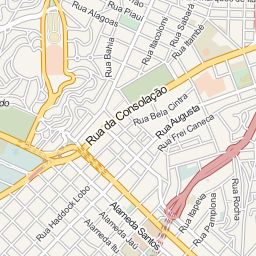 Rua Piauí
Rua Alagoas
Rua Sabará
Rua Itambé
Rua Itacolomi
Rua Bahia
Rua da Consolação
Rua Bela Cintra
Rua Augusta
Rua Frei Caneca
Rua Haddock Lobo
Alameda Santos
Alameda Jaú
Alameda Itu
Rua Itapeva
Rua Pamplona
Rua Rocha